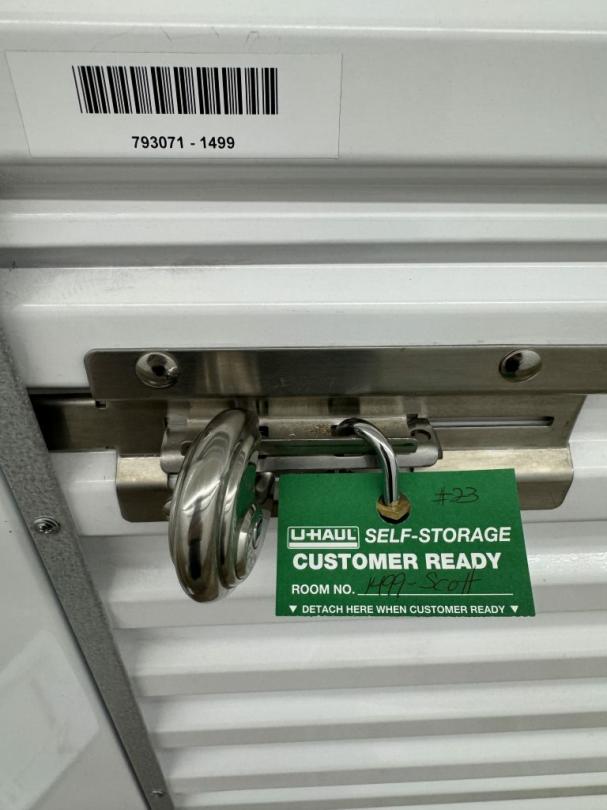 793071 - 1499
#23
U-HAUL SELF-STORAGE
CUSTOMER READY
ROOM NO. 1499-Scott
▼ DETACH HERE WHEN CUSTOMER READY ▼